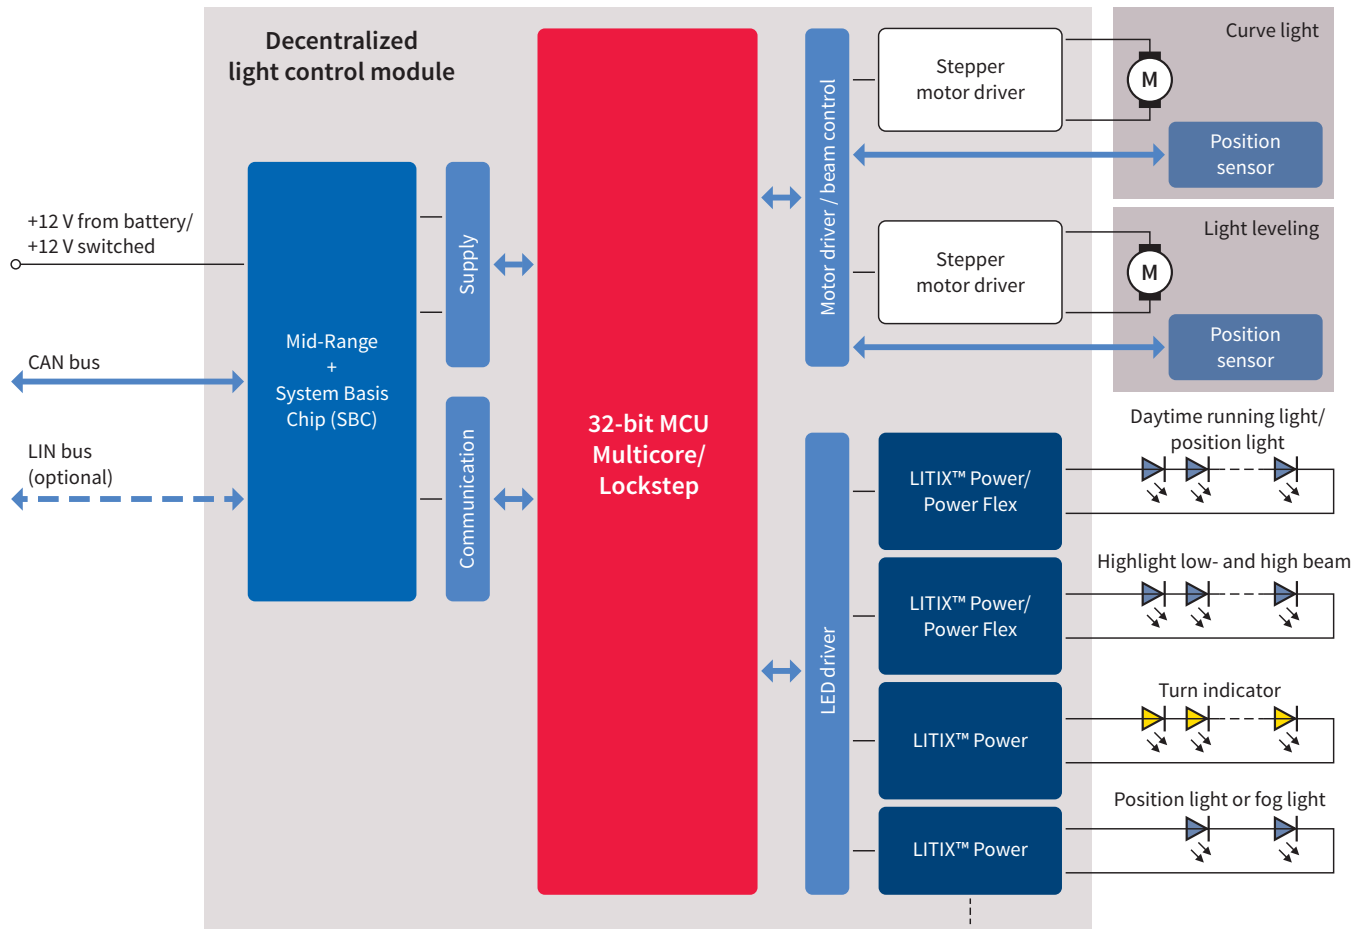 Decentralized
light control module
+12 V from battery/
+12 V switched
CAN bus
LIN bus
(optional)
Mid-Range
+
System Basis
Chip (SBC)
Supply
Communication
32-bit MCU
Multicore/
Lockstep
Motor driver / beam control
LED driver
Stepper
motor driver
Curve light
M
Position
sensor
Stepper
motor driver
Light leveling
M
Position
sensor
LITIX™ Power/
Power Flex
Daytime running light/
position light
LITIX™ Power/
Power Flex
Highlight low- and high beam
LITIX™ Power
Turn indicator
LITIX™ Power
Position light or fog light